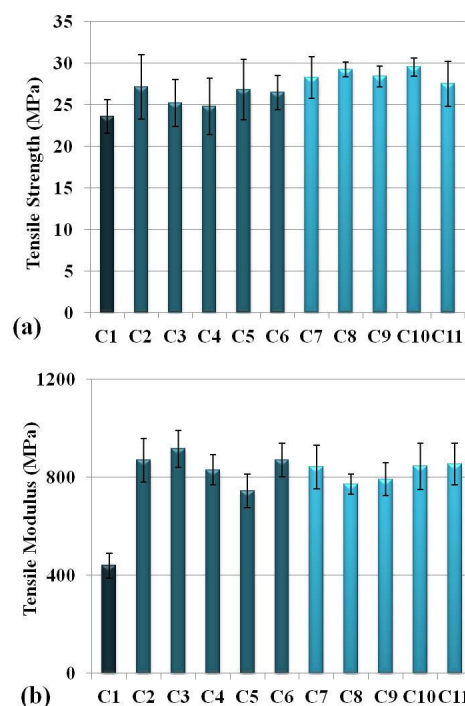 35
30
25
20
15
10
5
0
Tensile Strength (MPa)
C1 C2 C3 C4 C5 C6 C7 C8 C9 C10 C11
(a)
1200
800
400
0
Tensile Modulus (MPa)
C1 C2 C3 C4 C5 C6 C7 C8 C9 C10 C11
(b)